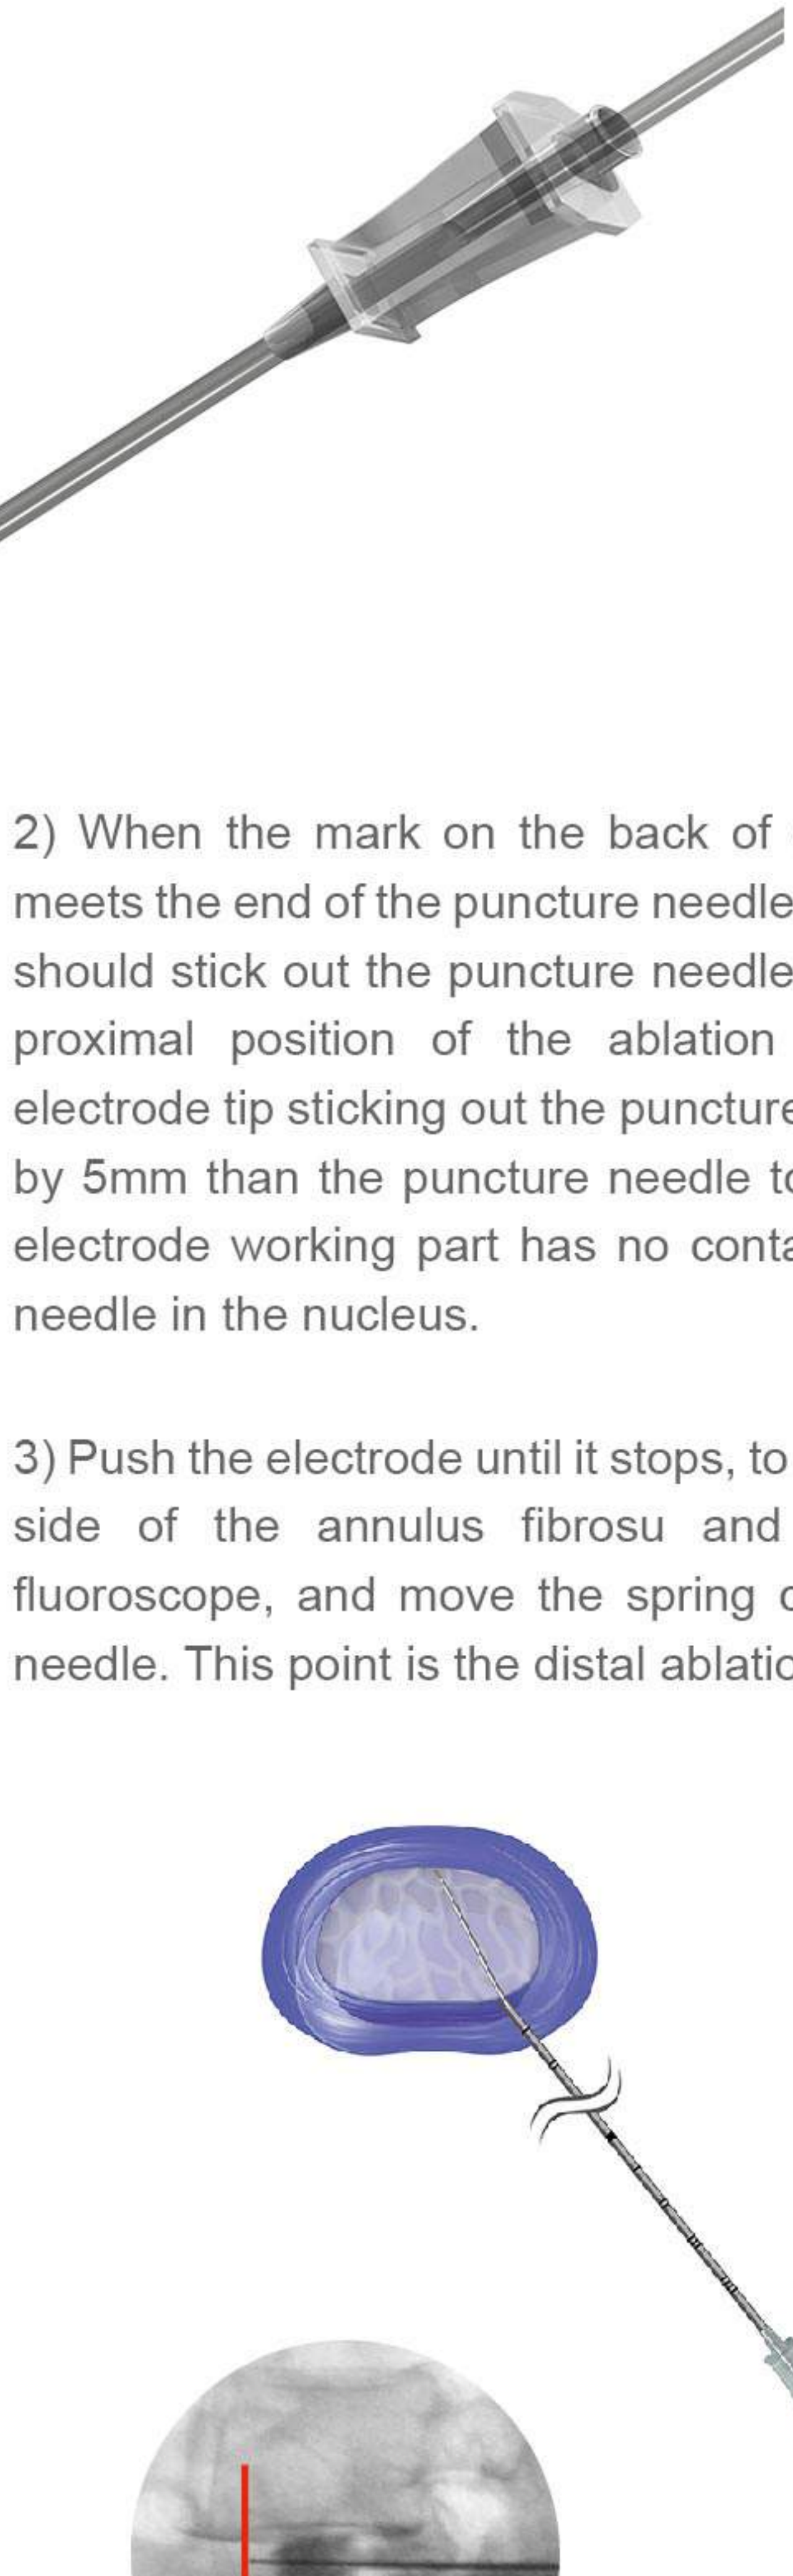 2) When the mark on the back of
meets the end of the puncture needle
should stick out the puncture needle
proximal position of the ablation
electrode tip sticking out the puncture
by 5mm than the puncture needle to
electrode working part has no conta
needle in the nucleus.
3) Push the electrode until it stops, to
side of the annulus fibrosu and
fluoroscope, and move the spring
needle. This point is the distal ablatio